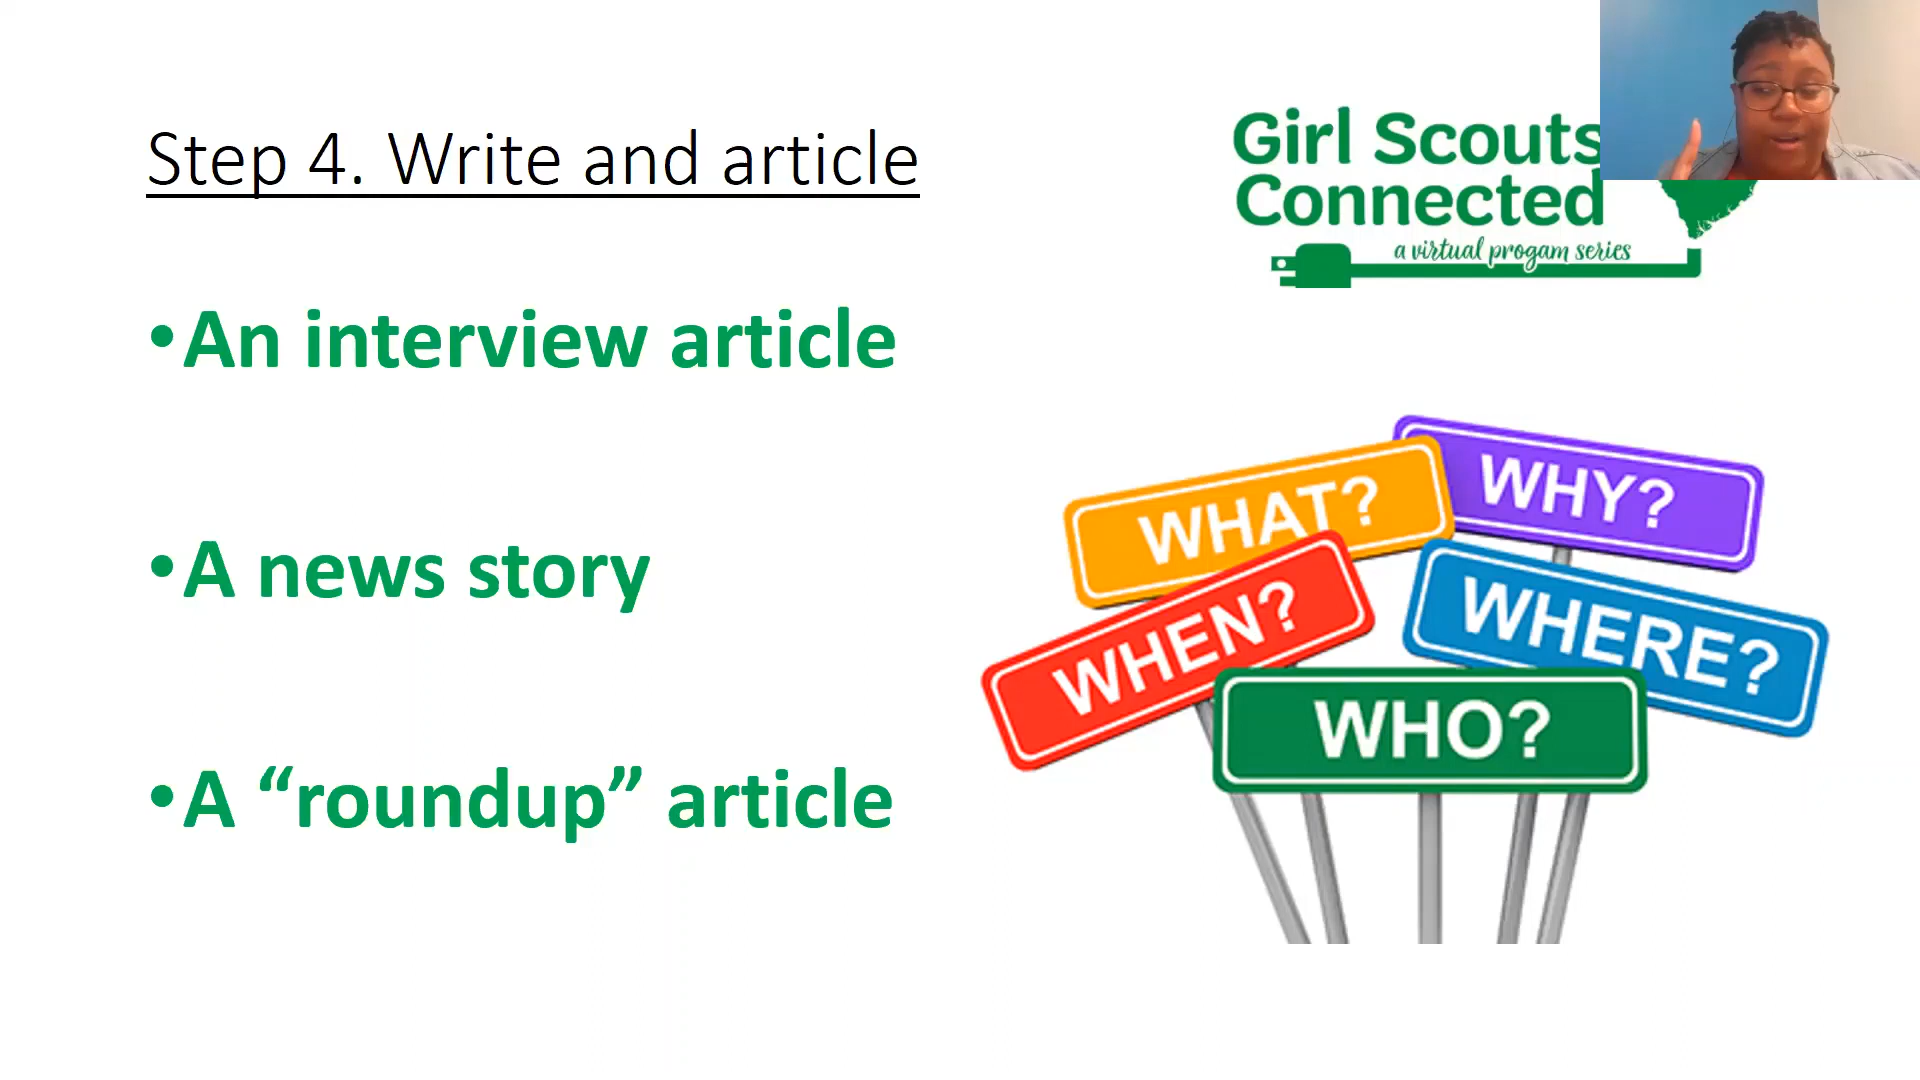 Step 4. Write and article
Girl Scouts
Connected
a virtual progam series
•An interview article
•A news story
•A “roundup” article
WHAT?
WHY?
WHEN?
WHERE?
WHO?